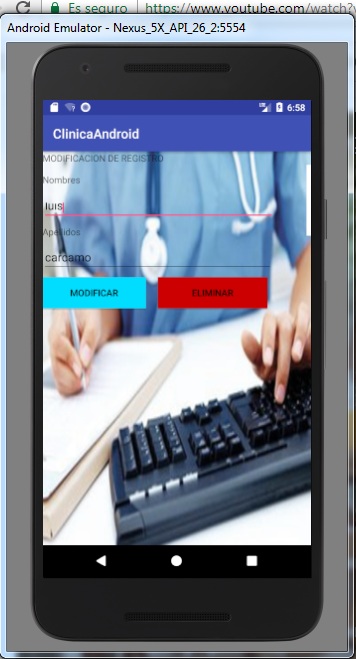 Es seguro https://www.youtube.com/watch?
Android Emulator - Nexus_5X_API_26_2:5554
6:58
ClinicaAndroid
MODIFICACION DE REGISTRO
Nombres
luis
Apellidos
carcamo
MODIFICAR ELIMINAR